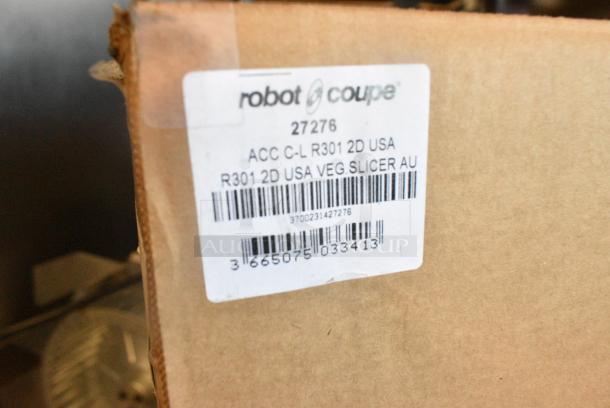 robot coupe
27276
ACC C-L R301 2D USA
R301 2D USA VEG SLICER AU
3700231427276
3 665075 033413